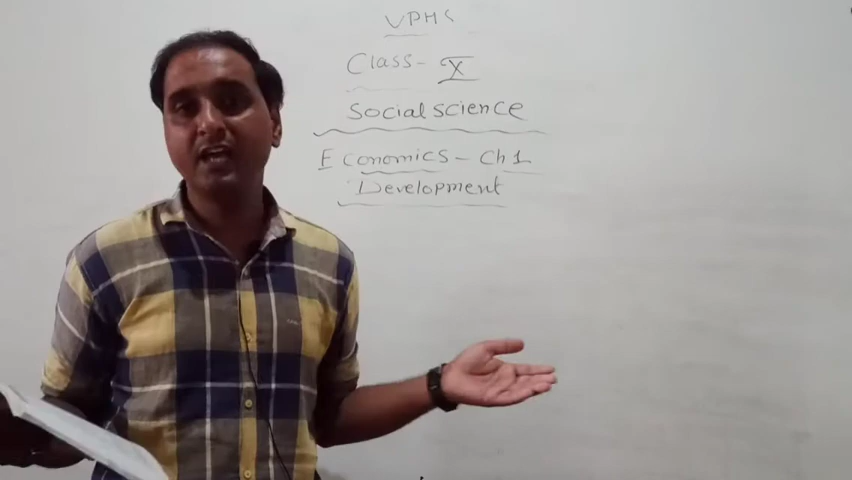 VPHS
Class - X
Social Science
Economics - Ch 1
Development